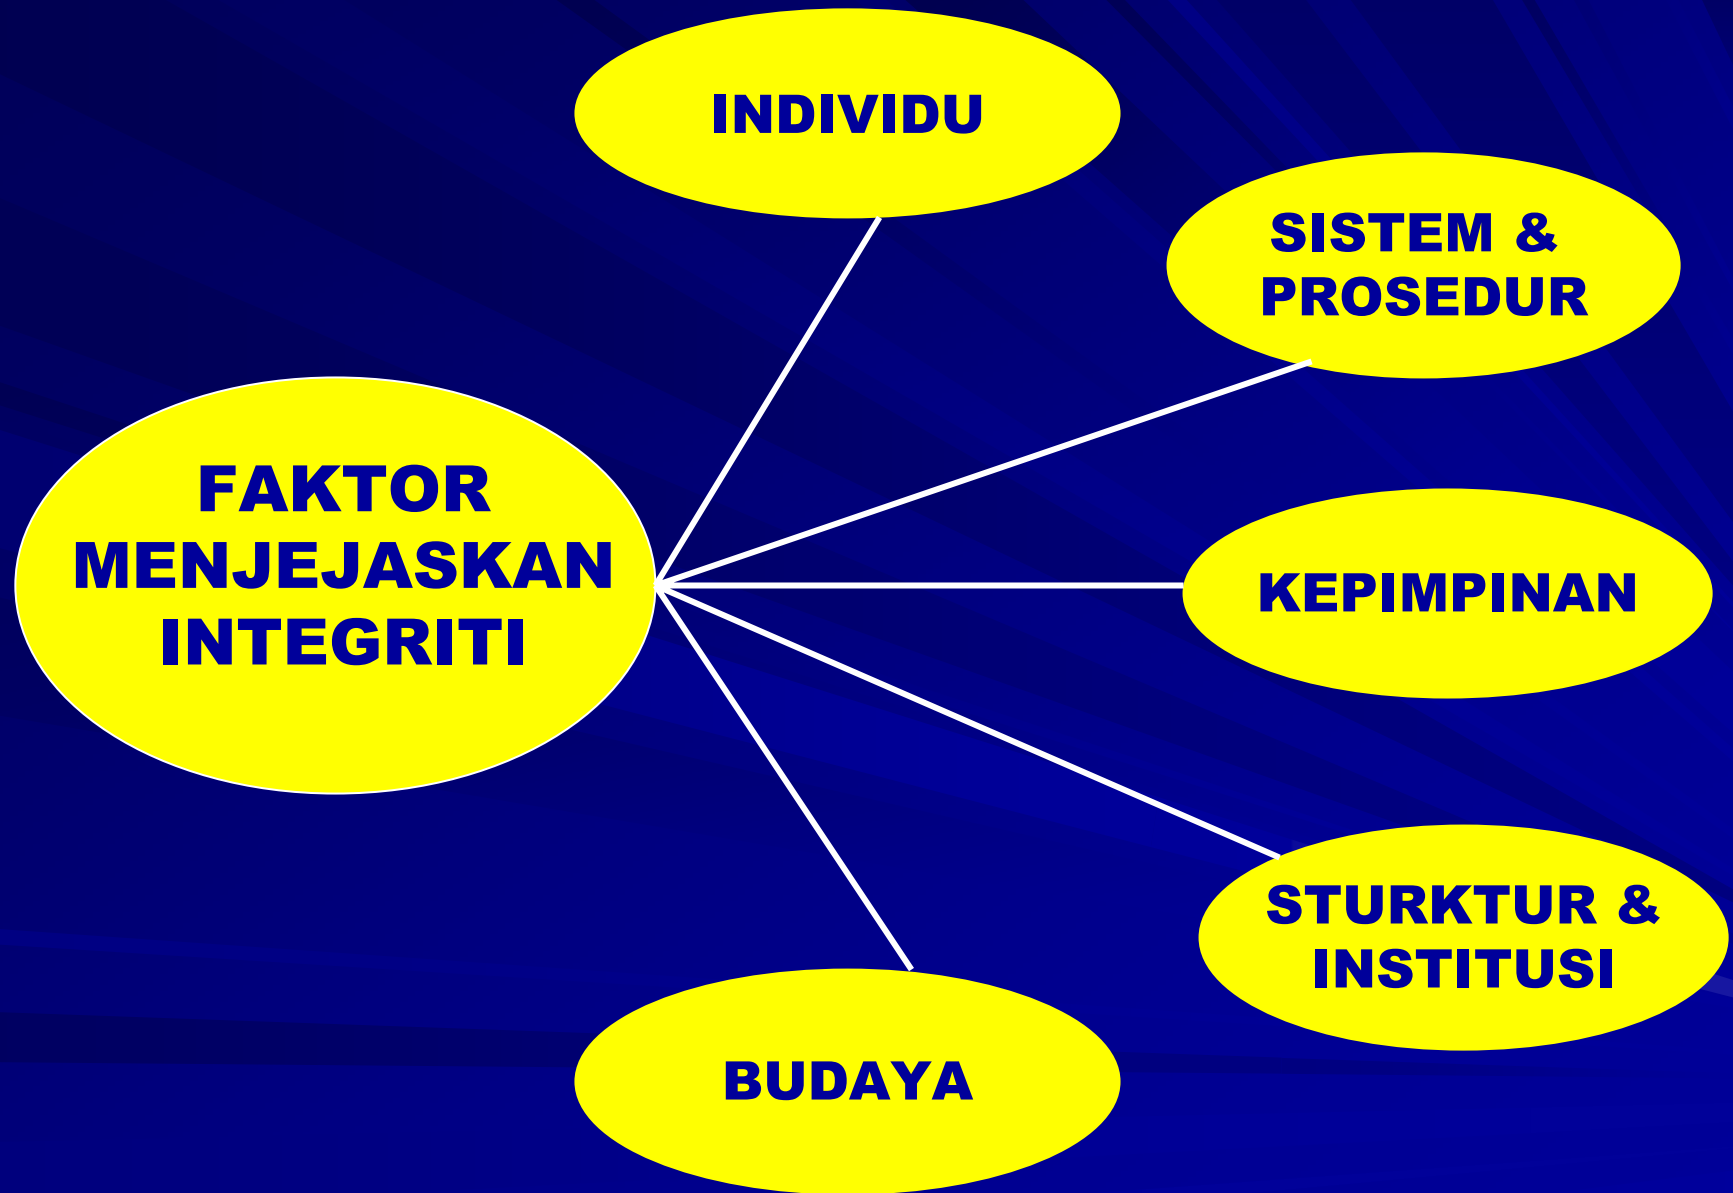 INDIVIDU
SISTEM &
PROSEDUR
FAKTOR
MENJEJASKAN
INTEGRITI
KEPIMPINAN
STURKTUR &
INSTITUSI
BUDAYA